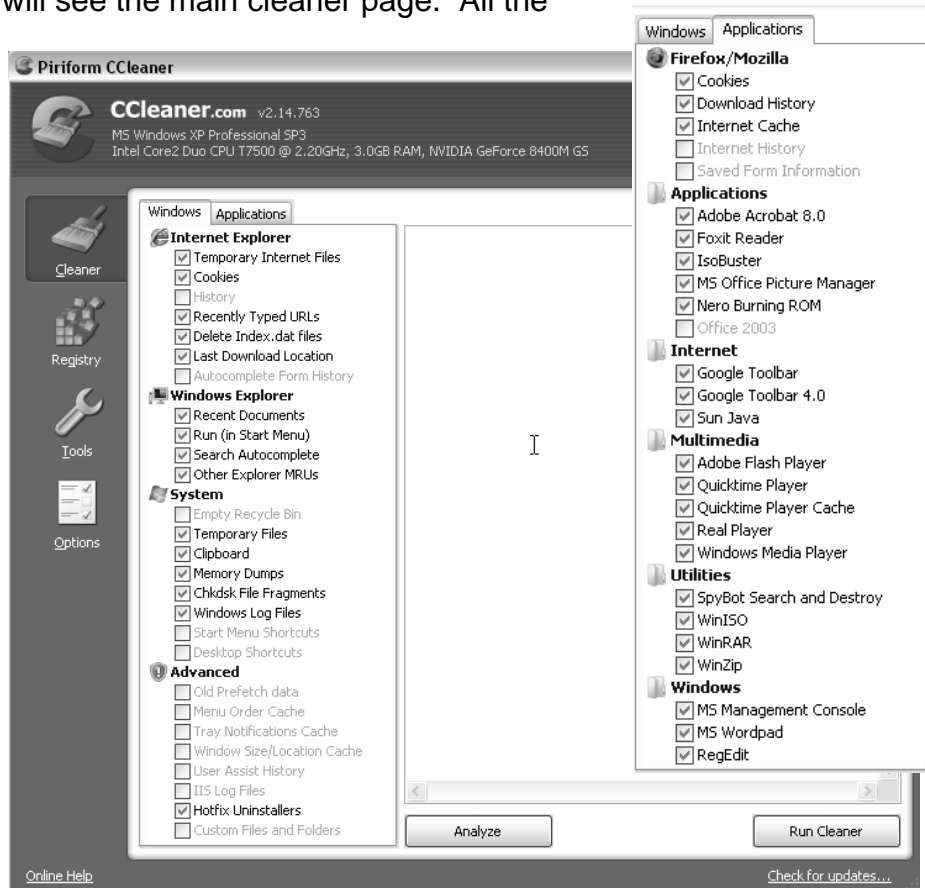 will see the main cleaner page. All the
Piriform CCleaner
CCleaner.com v2.14.763
MS Windows XP Professional SP3
Intel Core2 Duo CPU T7500 @ 2.20GHz, 3.0GB RAM, NVIDIA GeForce 8400M GS
Cleaner
Registry
Tools
Options
Windows Applications
Internet Explorer
Temporary Internet Files
Cookies
History
Recently Typed URLs
Delete Index.dat files
Last Download Location
Autocomplete Form History
Windows Explorer
Recent Documents
Run (in Start Menu)
Search Autocomplete
Other Explorer MRUs
System
Empty Recycle Bin
Temporary Files
Clipboard
Memory Dumps
Chkdsk File Fragments
Windows Log Files
Start Menu Shortcuts
Desktop Shortcuts
Advanced
Old Prefetch data
Menu Order Cache
Tray Notifications Cache
Window Size/Location Cache
User Assist History
IIS Log Files
Hotfix Uninstallers
Custom Files and Folders
Analyze
Run Cleaner
Online Help
Check for updates...
Windows Applications
Firefox/Mozilla
Cookies
Download History
Internet Cache
Internet History
Saved Form Information
Applications
Adobe Acrobat 8.0
Foxit Reader
IsoBuster
MS Office Picture Manager
Nero Burning ROM
Office 2003
Internet
Google Toolbar
Google Toolbar 4.0
Sun Java
Multimedia
Adobe Flash Player
Quicktime Player
Quicktime Player Cache
Real Player
Windows Media Player
Utilities
SpyBot Search and Destroy
WinISO
WinRAR
WinZip
Windows
MS Management Console
MS Wordpad
RegEdit